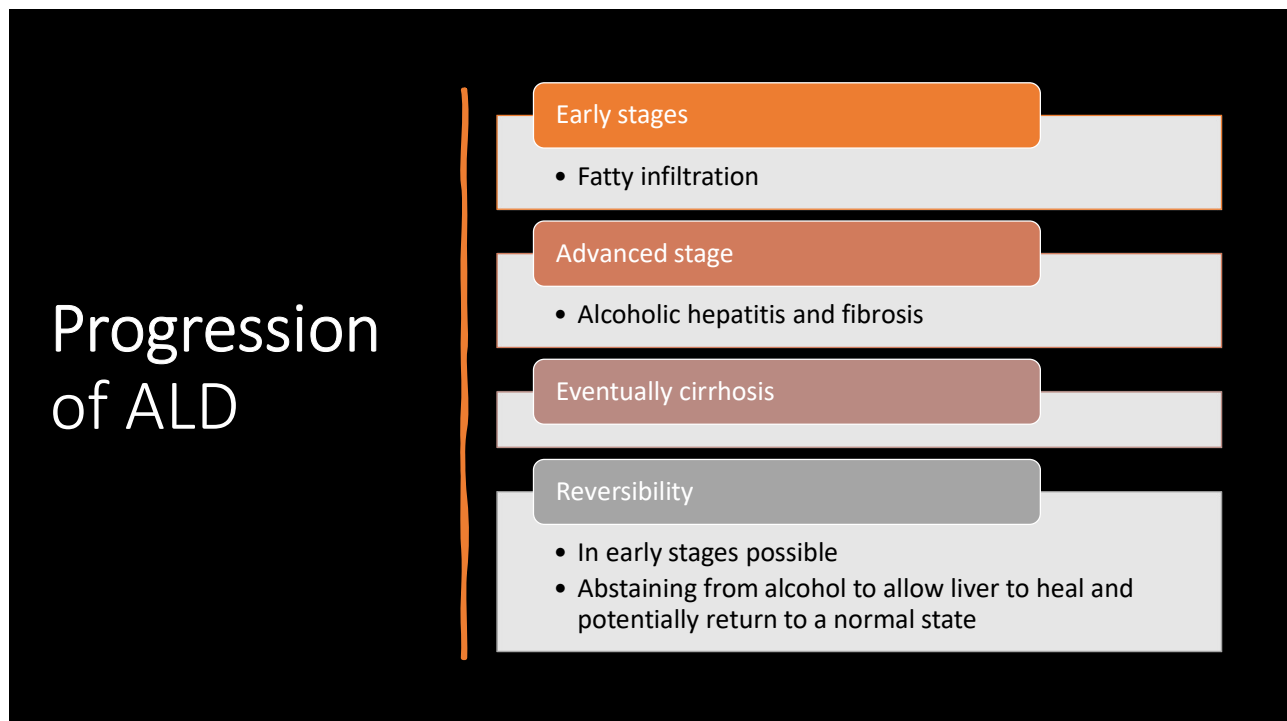 Progression
of ALD
Early stages
• Fatty infiltration
Advanced stage
• Alcoholic hepatitis and fibrosis
Eventually cirrhosis
Reversibility
• In early stages possible
• Abstaining from alcohol to allow liver to heal and
potentially return to a normal state